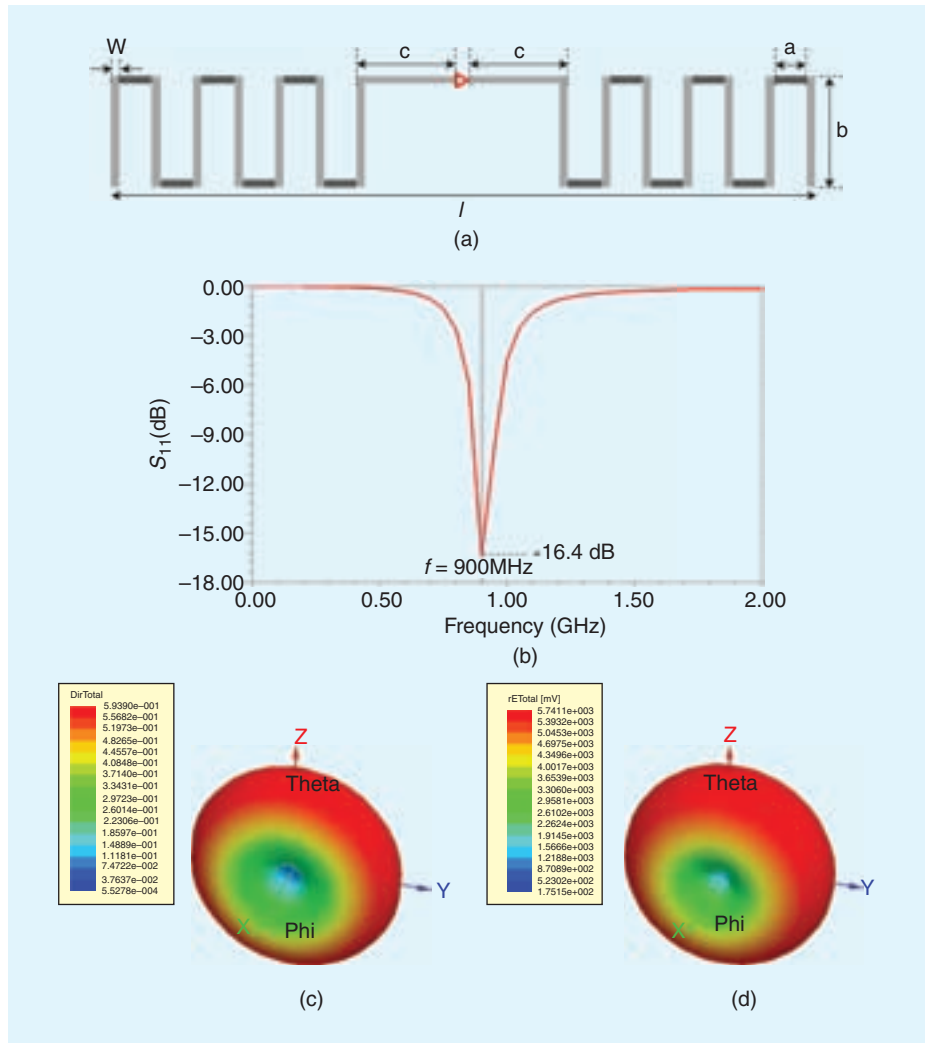 W
c
c
a
b
l
(a)
0.00
−3.00
−6.00
−9.00
−12.00
−15.00
−18.00
S11(dB)
−16.4 dB
f = 900MHz
0.00
0.50
1.00
1.50
2.00
Frequency (GHz)
(b)
DirTotal
5.9390e−001
5.5682e−001
5.1973e−001
4.8265e−001
4.4557e−001
4.0848e−001
3.7140e−001
3.3431e−001
2.9723e−001
2.6014e−001
2.2306e−001
1.8597e−001
1.4889e−001
1.1181e−001
7.4722e−002
3.7637e−002
5.5278e−004
Z
Theta
Y
X
Phi
(c)
rETotal [mV]
5.7411e+003
5.3932e+003
5.0453e+003
4.6975e+003
4.3496e+003
4.0017e+003
3.6539e+003
3.3060e+003
2.9581e+003
2.6102e+003
2.2624e+003
1.9145e+003
1.5666e+003
1.2188e+003
8.7089e+002
5.2302e+002
1.7515e+002
Z
Theta
Y
X
Phi
(d)